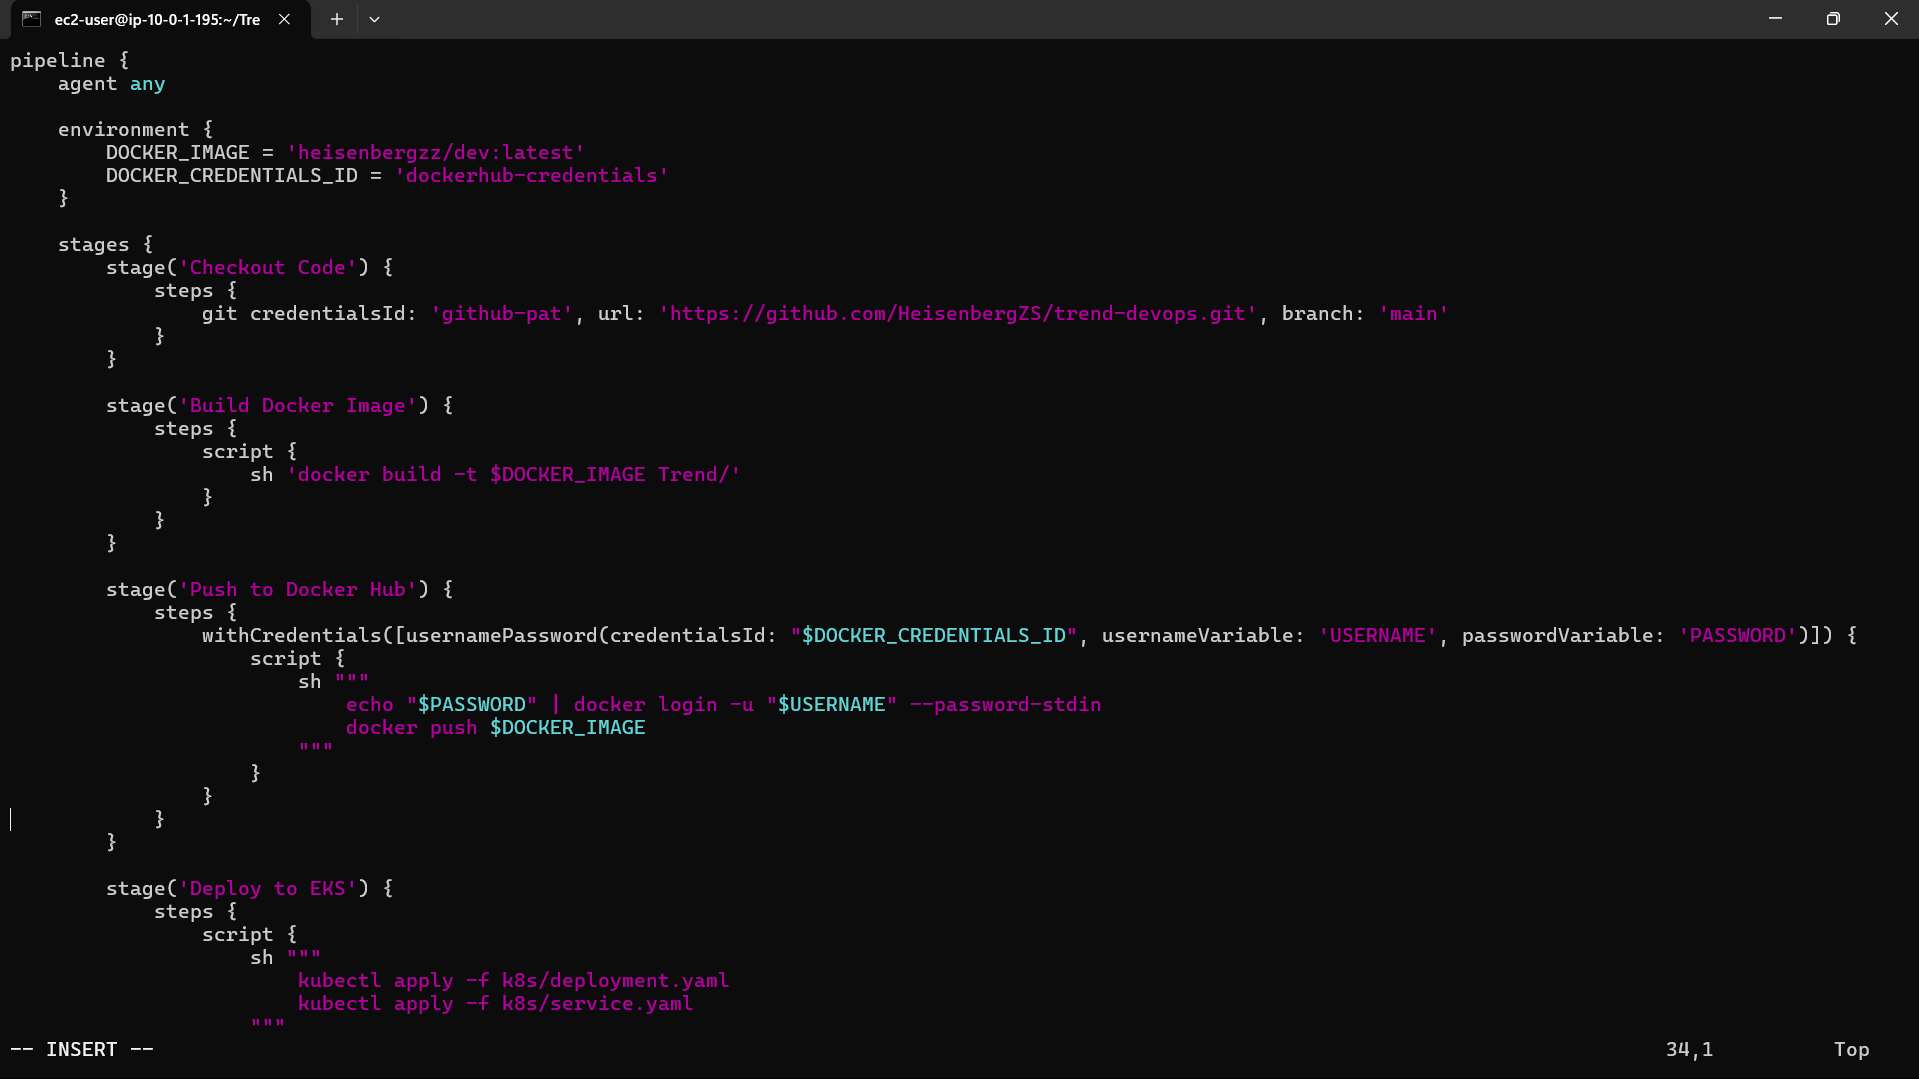 ec2-user@ip-10-0-1-195:~/Tre
pipeline {
    agent any

    environment {
        DOCKER_IMAGE = 'heisenbergzz/dev:latest'
        DOCKER_CREDENTIALS_ID = 'dockerhub-credentials'
    }

    stages {
        stage('Checkout Code') {
            steps {
                git credentialsId: 'github-pat', url: 'https://github.com/HeisenbergZS/trend-devops.git', branch: 'main'
            }
        }

        stage('Build Docker Image') {
            steps {
                script {
                    sh 'docker build -t $DOCKER_IMAGE Trend/'
                }
            }
        }

        stage('Push to Docker Hub') {
            steps {
                withCredentials([usernamePassword(credentialsId: "$DOCKER_CREDENTIALS_ID", usernameVariable: 'USERNAME', passwordVariable: 'PASSWORD')]) {
                    script {
                        sh """
                            echo "$PASSWORD" | docker login -u "$USERNAME" --password-stdin
                            docker push $DOCKER_IMAGE
                        """
                    }
                }
            }
        }

        stage('Deploy to EKS') {
            steps {
                script {
                    sh """
                        kubectl apply -f k8s/deployment.yaml
                        kubectl apply -f k8s/service.yaml
                    """
-- INSERT -- 34,1 Top